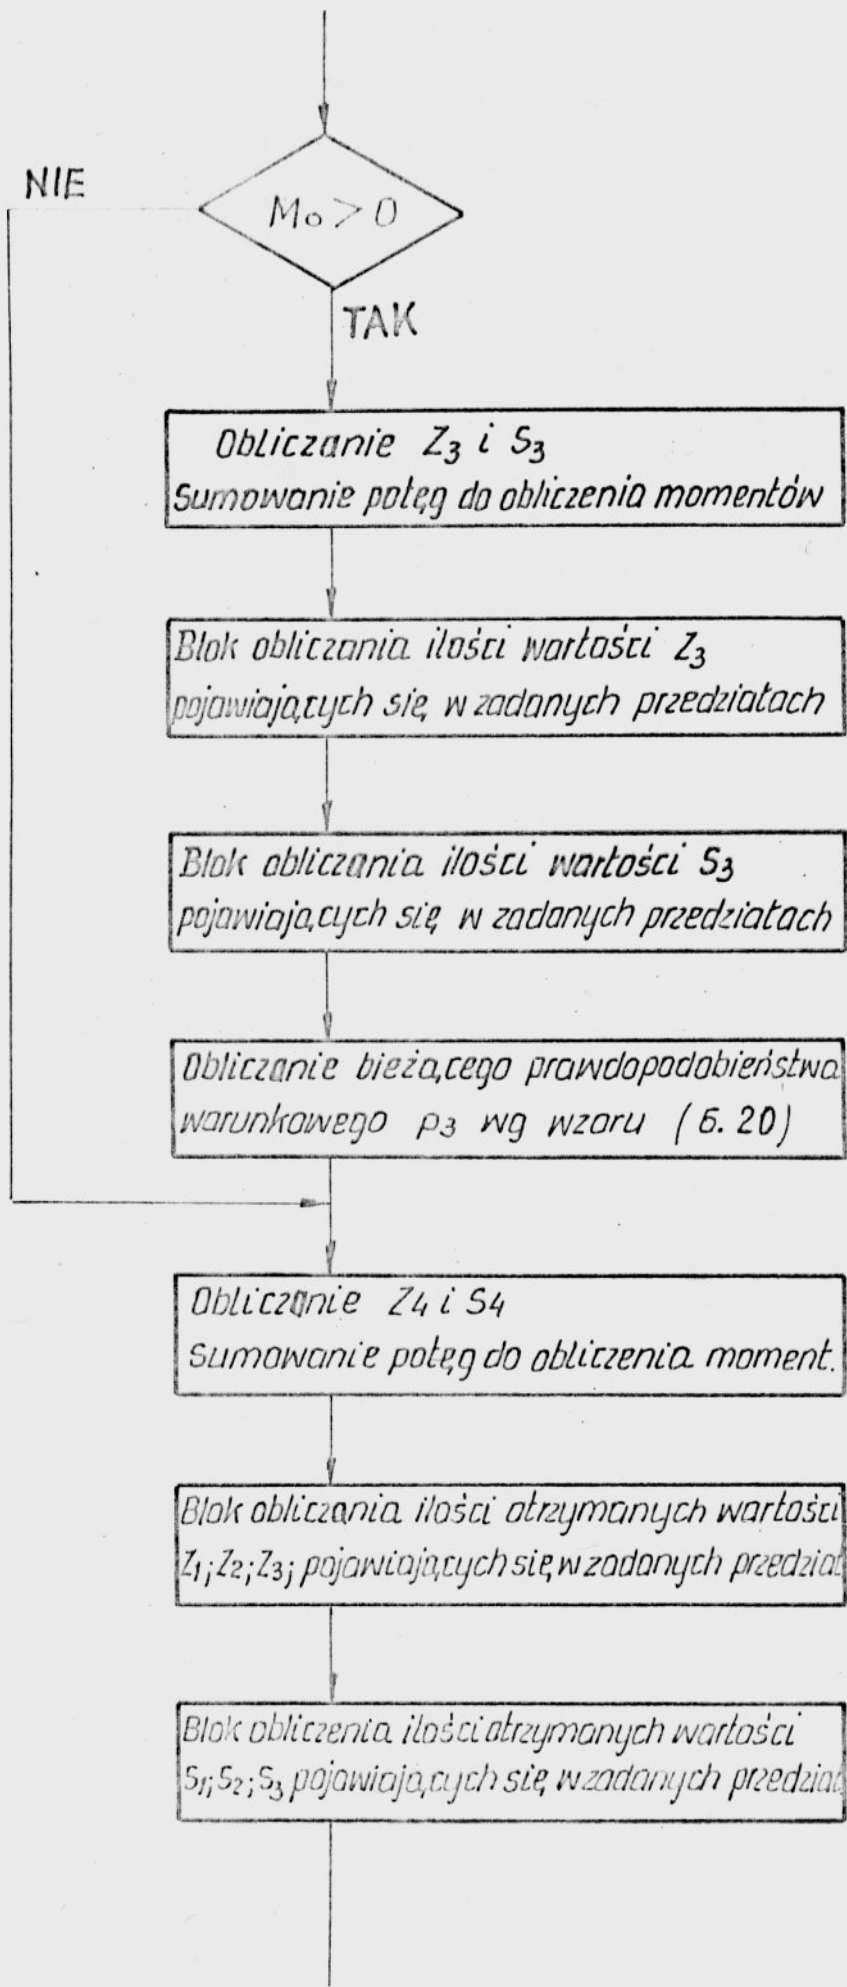 NIE
M₀ > 0
TAK
Obliczanie Z₃ i S₃
Sumowanie potęg do obliczenia momentów
Blok obliczania ilości wartości Z₃
pojawiających się w zadanych przedziałach
Blok obliczania ilości wartości S₃
pojawiających się w zadanych przedziałach
Obliczanie bieżącego prawdopodobieństwa
warunkowego p₃ wg wzoru (6.20)
Obliczanie Z₄ i S₄
Sumowanie potęg do obliczenia moment.
Blok obliczania ilości otrzymanych wartości
Z₁; Z₂; Z₃; pojawiających się w zadanych przedział
Blok obliczenia ilości otrzymanych wartości
S₁; S₂; S₃ pojawiających się w zadanych przedział